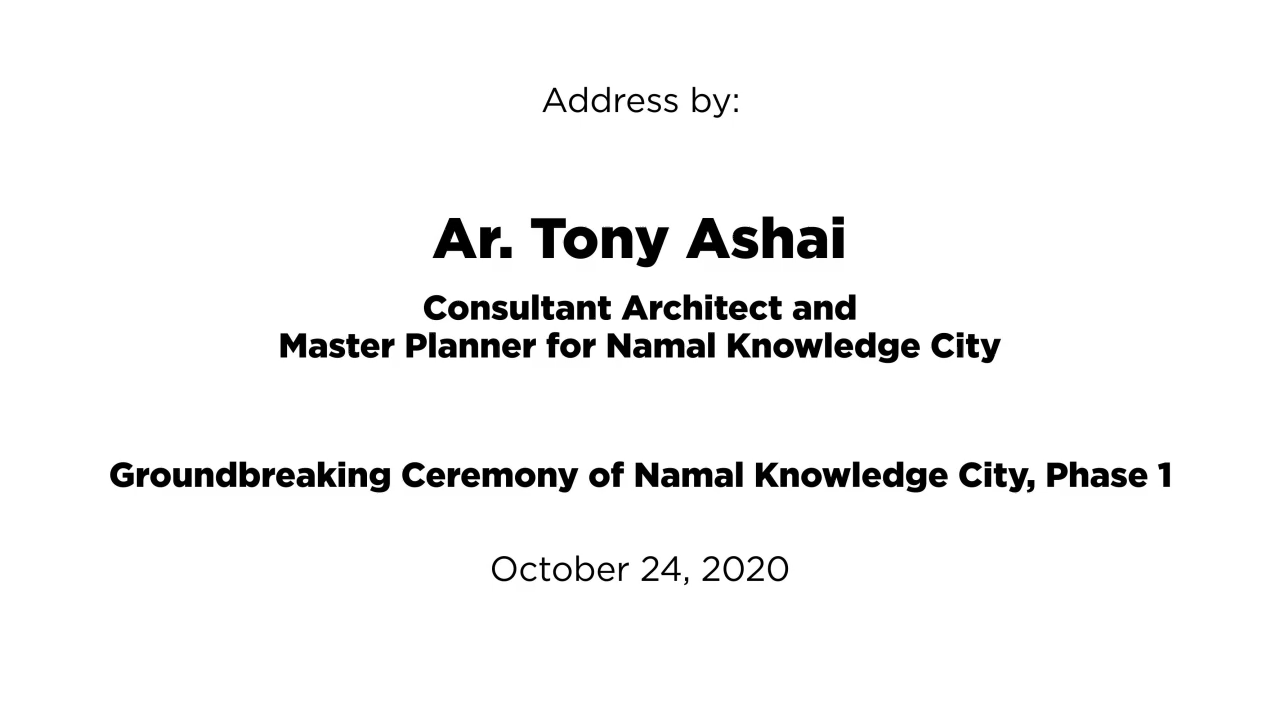 Address by:
Ar. Tony Ashai
Consultant Architect and
Master Planner for Namal Knowledge City
Groundbreaking Ceremony of Namal Knowledge City, Phase 1
October 24, 2020